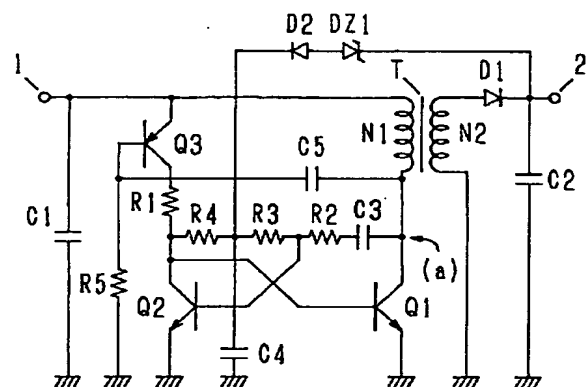 D2 DZ1
1 T D1 2
Q3 N1 N2
C5
C1 R1 C2
R4 R3 R2 C3
R5 (a)
Q2 Q1
C4